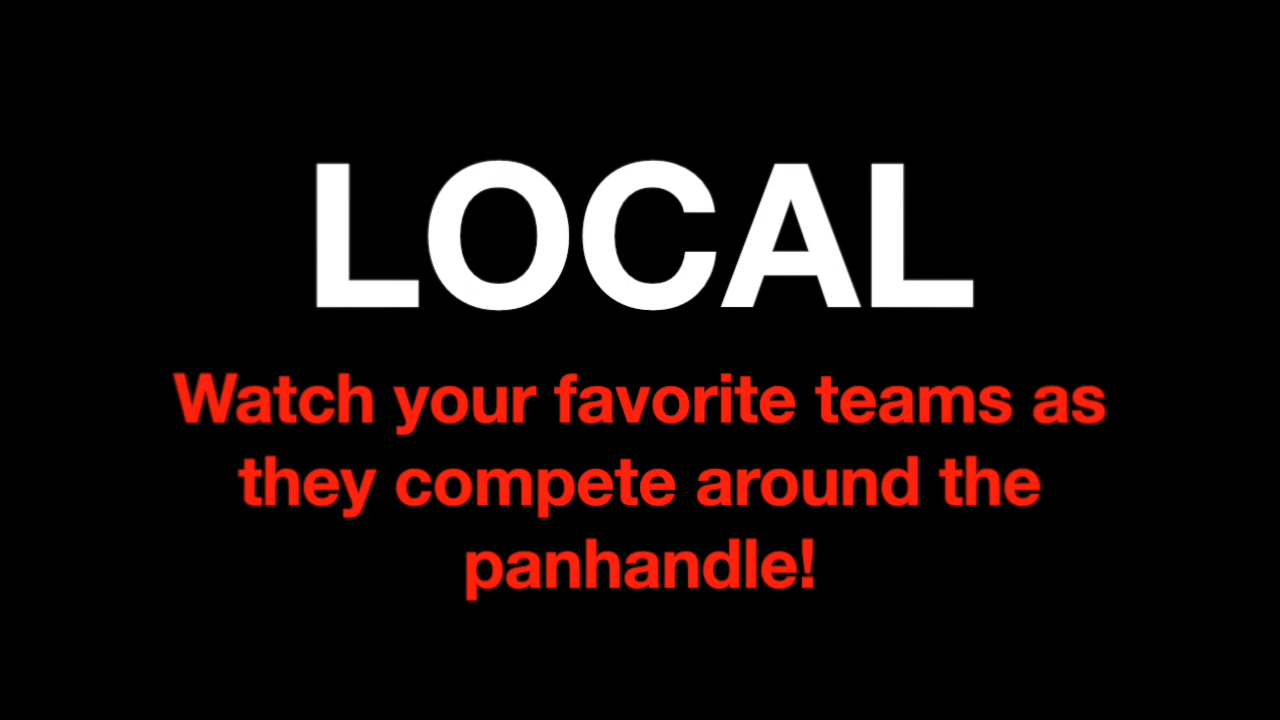 LOCAL
Watch your favorite teams as
they compete around the
panhandle!